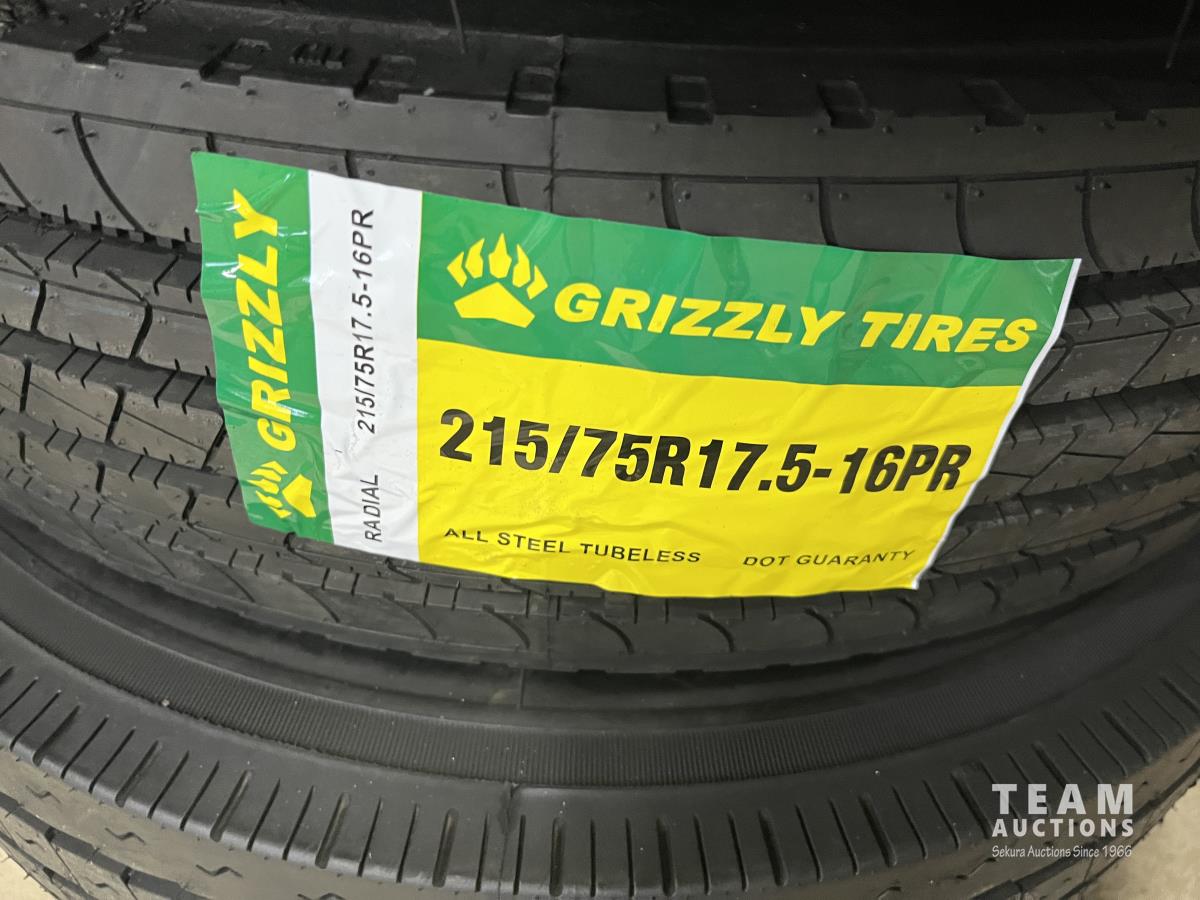 GRIZZLY
RADIAL 215/75R17.5-16PR
GRIZZLY TIRES
215/75R17.5-16PR
ALL STEEL TUBELESS DOT GUARANTY
TEAM
AUCTIONS
Sekura Auctions Since 1966